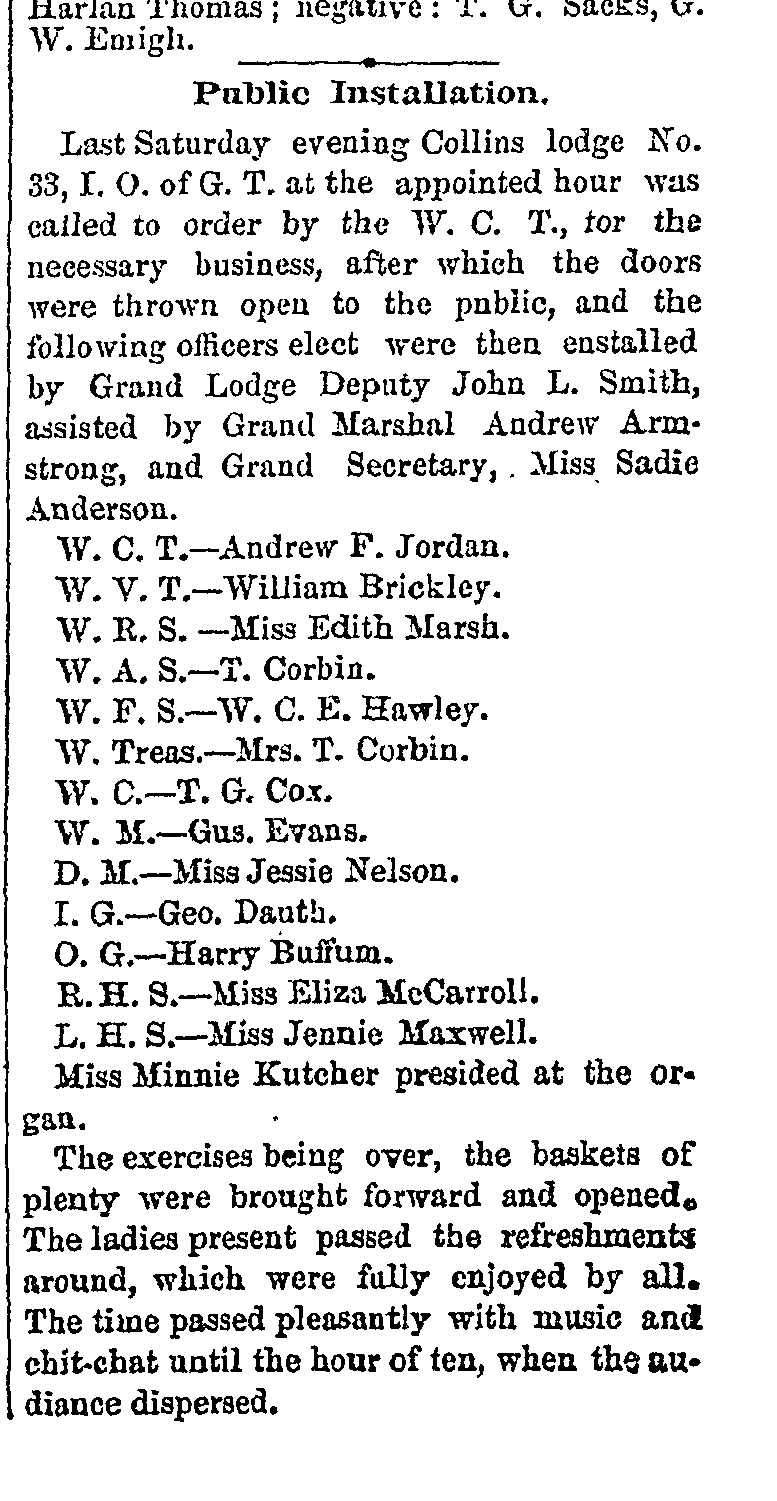 Harlan Thomas; negative: T. G. Sacks, G.
W. Emigh.
Public Installation.
Last Saturday evening Collins lodge No.
33, I. O. of G. T. at the appointed hour was
called to order by the W. C. T., for the
necessary business, after which the doors
were thrown open to the pnblic, and the
following officers elect were then enstalled
by Grand Lodge Deputy John L. Smith,
assisted by Grand Marshal Andrew Arm-
strong, and Grand Secretary, . Miss Sadie
Anderson.
W. C. T.—Andrew F. Jordan.
W. V. T.—William Brickley.
W. R. S. —Miss Edith Marsh.
W. A. S.—T. Corbin.
W. F. S.—W. C. E. Hawley.
W. Treas.—Mrs. T. Corbin.
W. C.—T. G. Cox.
W. M.—Gus. Evans.
D. M.—Miss Jessie Nelson.
I. G.—Geo. Dauth.
O. G.—Harry Buffum.
R. H. S.—Miss Eliza McCarroll.
L. H. S.—Miss Jennie Maxwell.
Miss Minnie Kutcher presided at the or-
gan.
The exercises being over, the baskets of
plenty were brought forward and opened.
The ladies present passed the refreshments
around, which were fully enjoyed by all.
The time passed pleasantly with music and
chit-chat until the hour of ten, when the au-
diance dispersed.